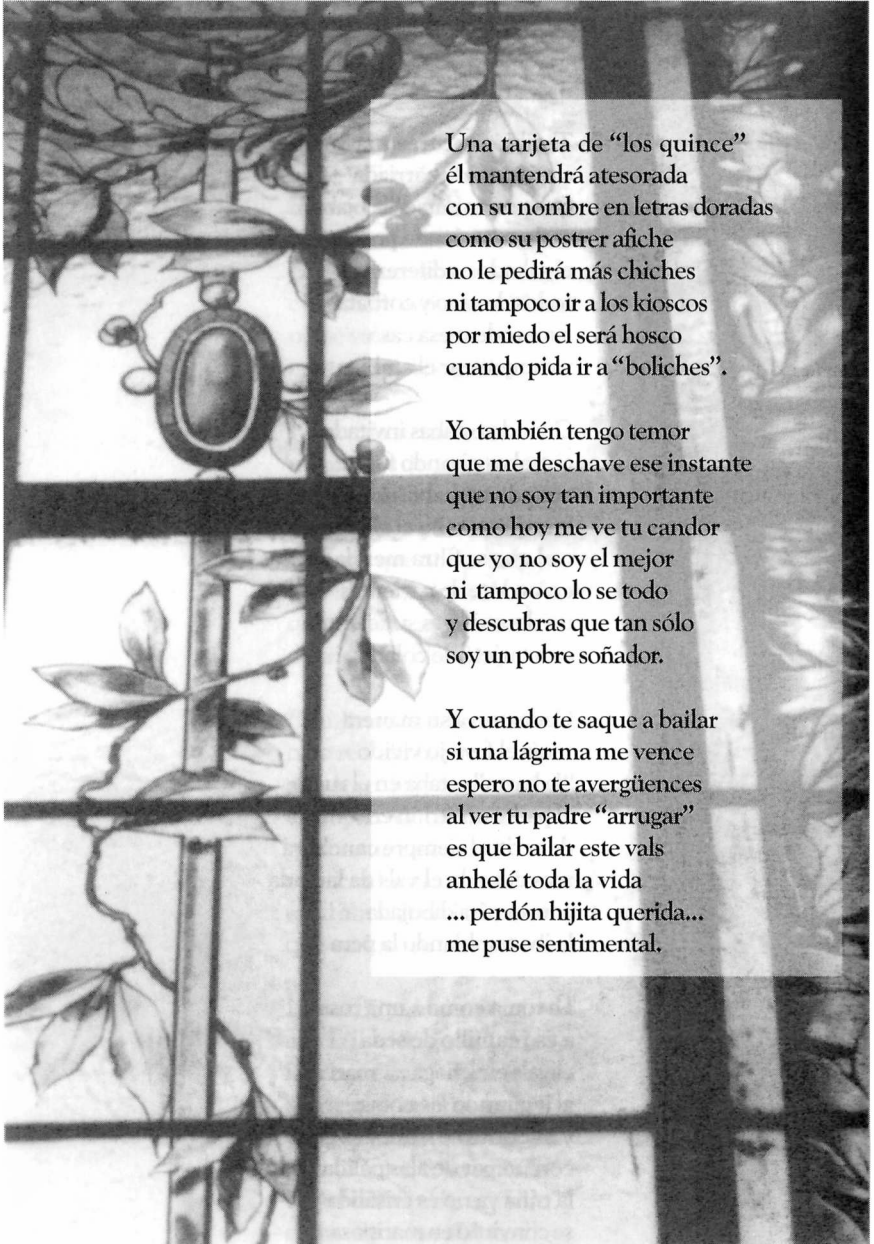 Una tarjeta de “los quince”
él mantendrá atesorada
con su nombre en letras doradas
como su postrer afiche
no le pedirá más chiches
ni tampoco ir a los kioscos
por miedo el será hosco
cuando pida ir a “boliches”.

Yo también tengo temor
que me deschave ese instante
que no soy tan importante
como hoy me ve tu candor
que yo no soy el mejor
ni tampoco lo se todo
y descubras que tan sólo
soy un pobre soñador.

Y cuando te saque a bailar
si una lágrima me vence
espero no te avergüences
al ver tu padre “arrugar”
es que bailar este vals
anhelé toda la vida
... perdón hijita querida...
me puse sentimental.